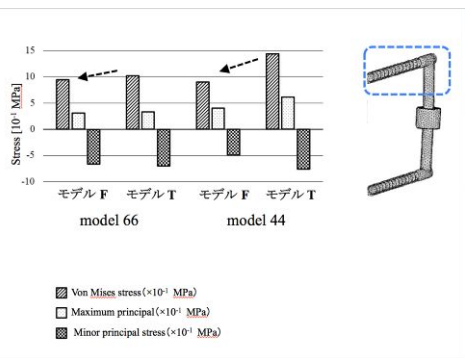 15
10
5
0
-5
-10
Stress [10⁻¹ MPa]
モデル F モデル T モデル F モデル T
model 66 model 44
Von Mises stress(×10⁻¹ MPa)
Maximum principal(×10⁻¹ MPa)
Minor principal stress(×10⁻¹ MPa)